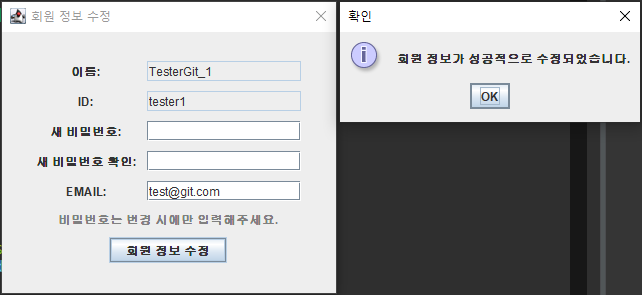 회원 정보 수정
이름:
TesterGit_1
ID:
tester1
새 비밀번호:
새 비밀번호 확인:
EMAIL:
test@git.com
비밀번호는 변경 시에만 입력해주세요.
회원 정보 수정
확인
회원 정보가 성공적으로 수정되었습니다.
OK